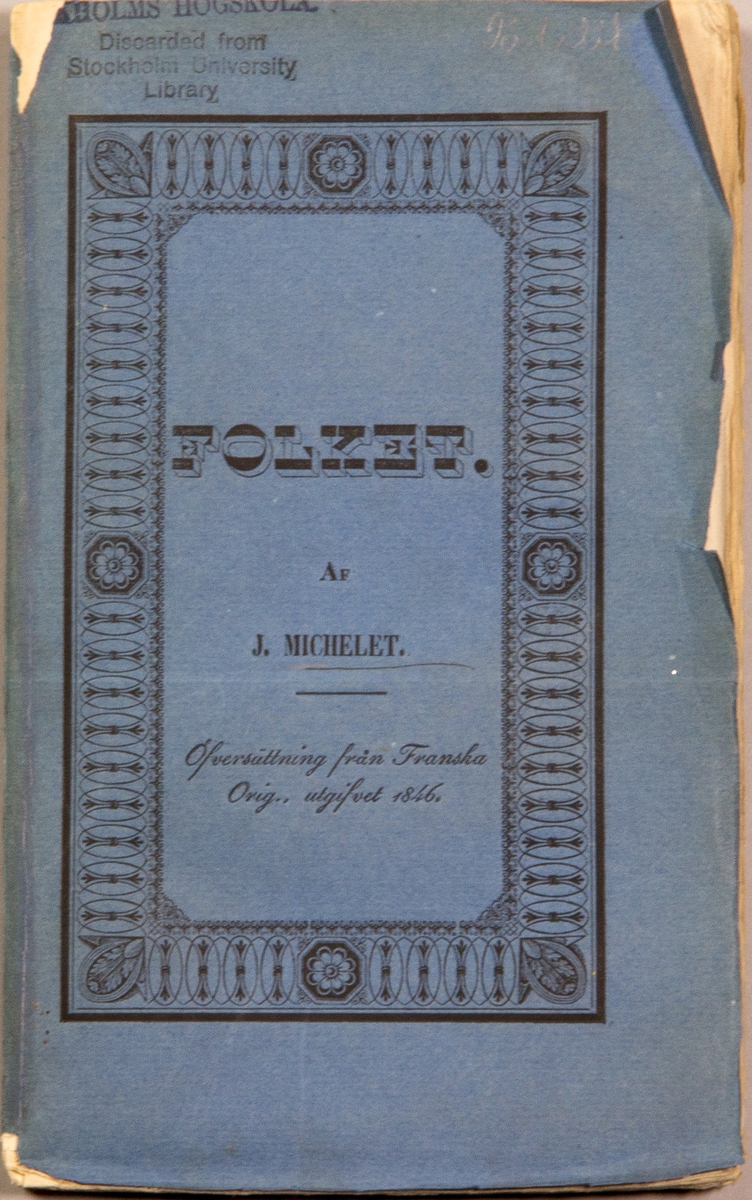 HOLMS HÖGSKOLA.
Discarded from
Stockholm University
Library
FOLKET.
AF
J. MICHELET.
Öfversättning från Franska
Orig., utgifvet 1846.